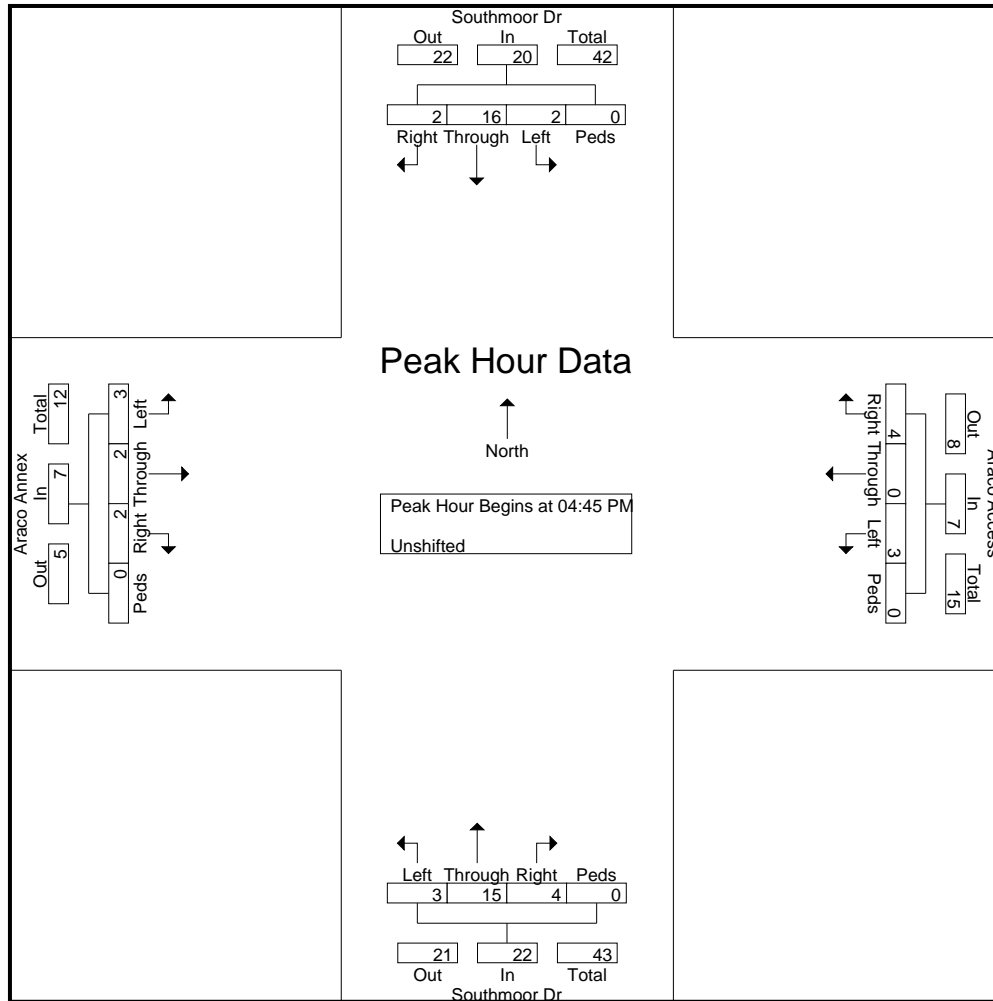 Southmoor Dr
Out In Total
22 20 42
2 16 2 0
Right Through Left Peds
Peak Hour Data
North
Peak Hour Begins at 04:45 PM
Unshifted
Araco Annex
Out In Total
5 7 12
0 2 2 3
Peds Right Through Left
Araco Access
Out In Total
8 7 15
Right Through Left Peds
4 0 3 0
Left Through Right Peds
3 15 4 0
21 22 43
Out In Total
Southmoor Dr